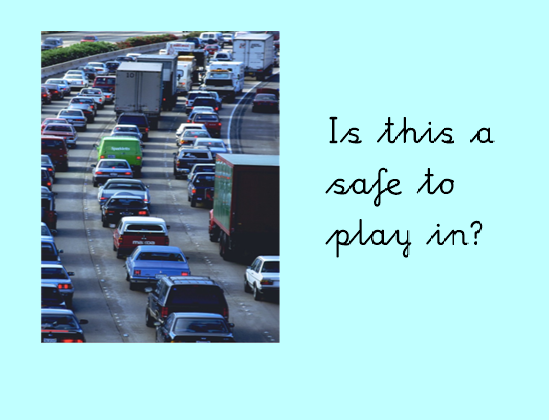 Is this a
safe to
play in?